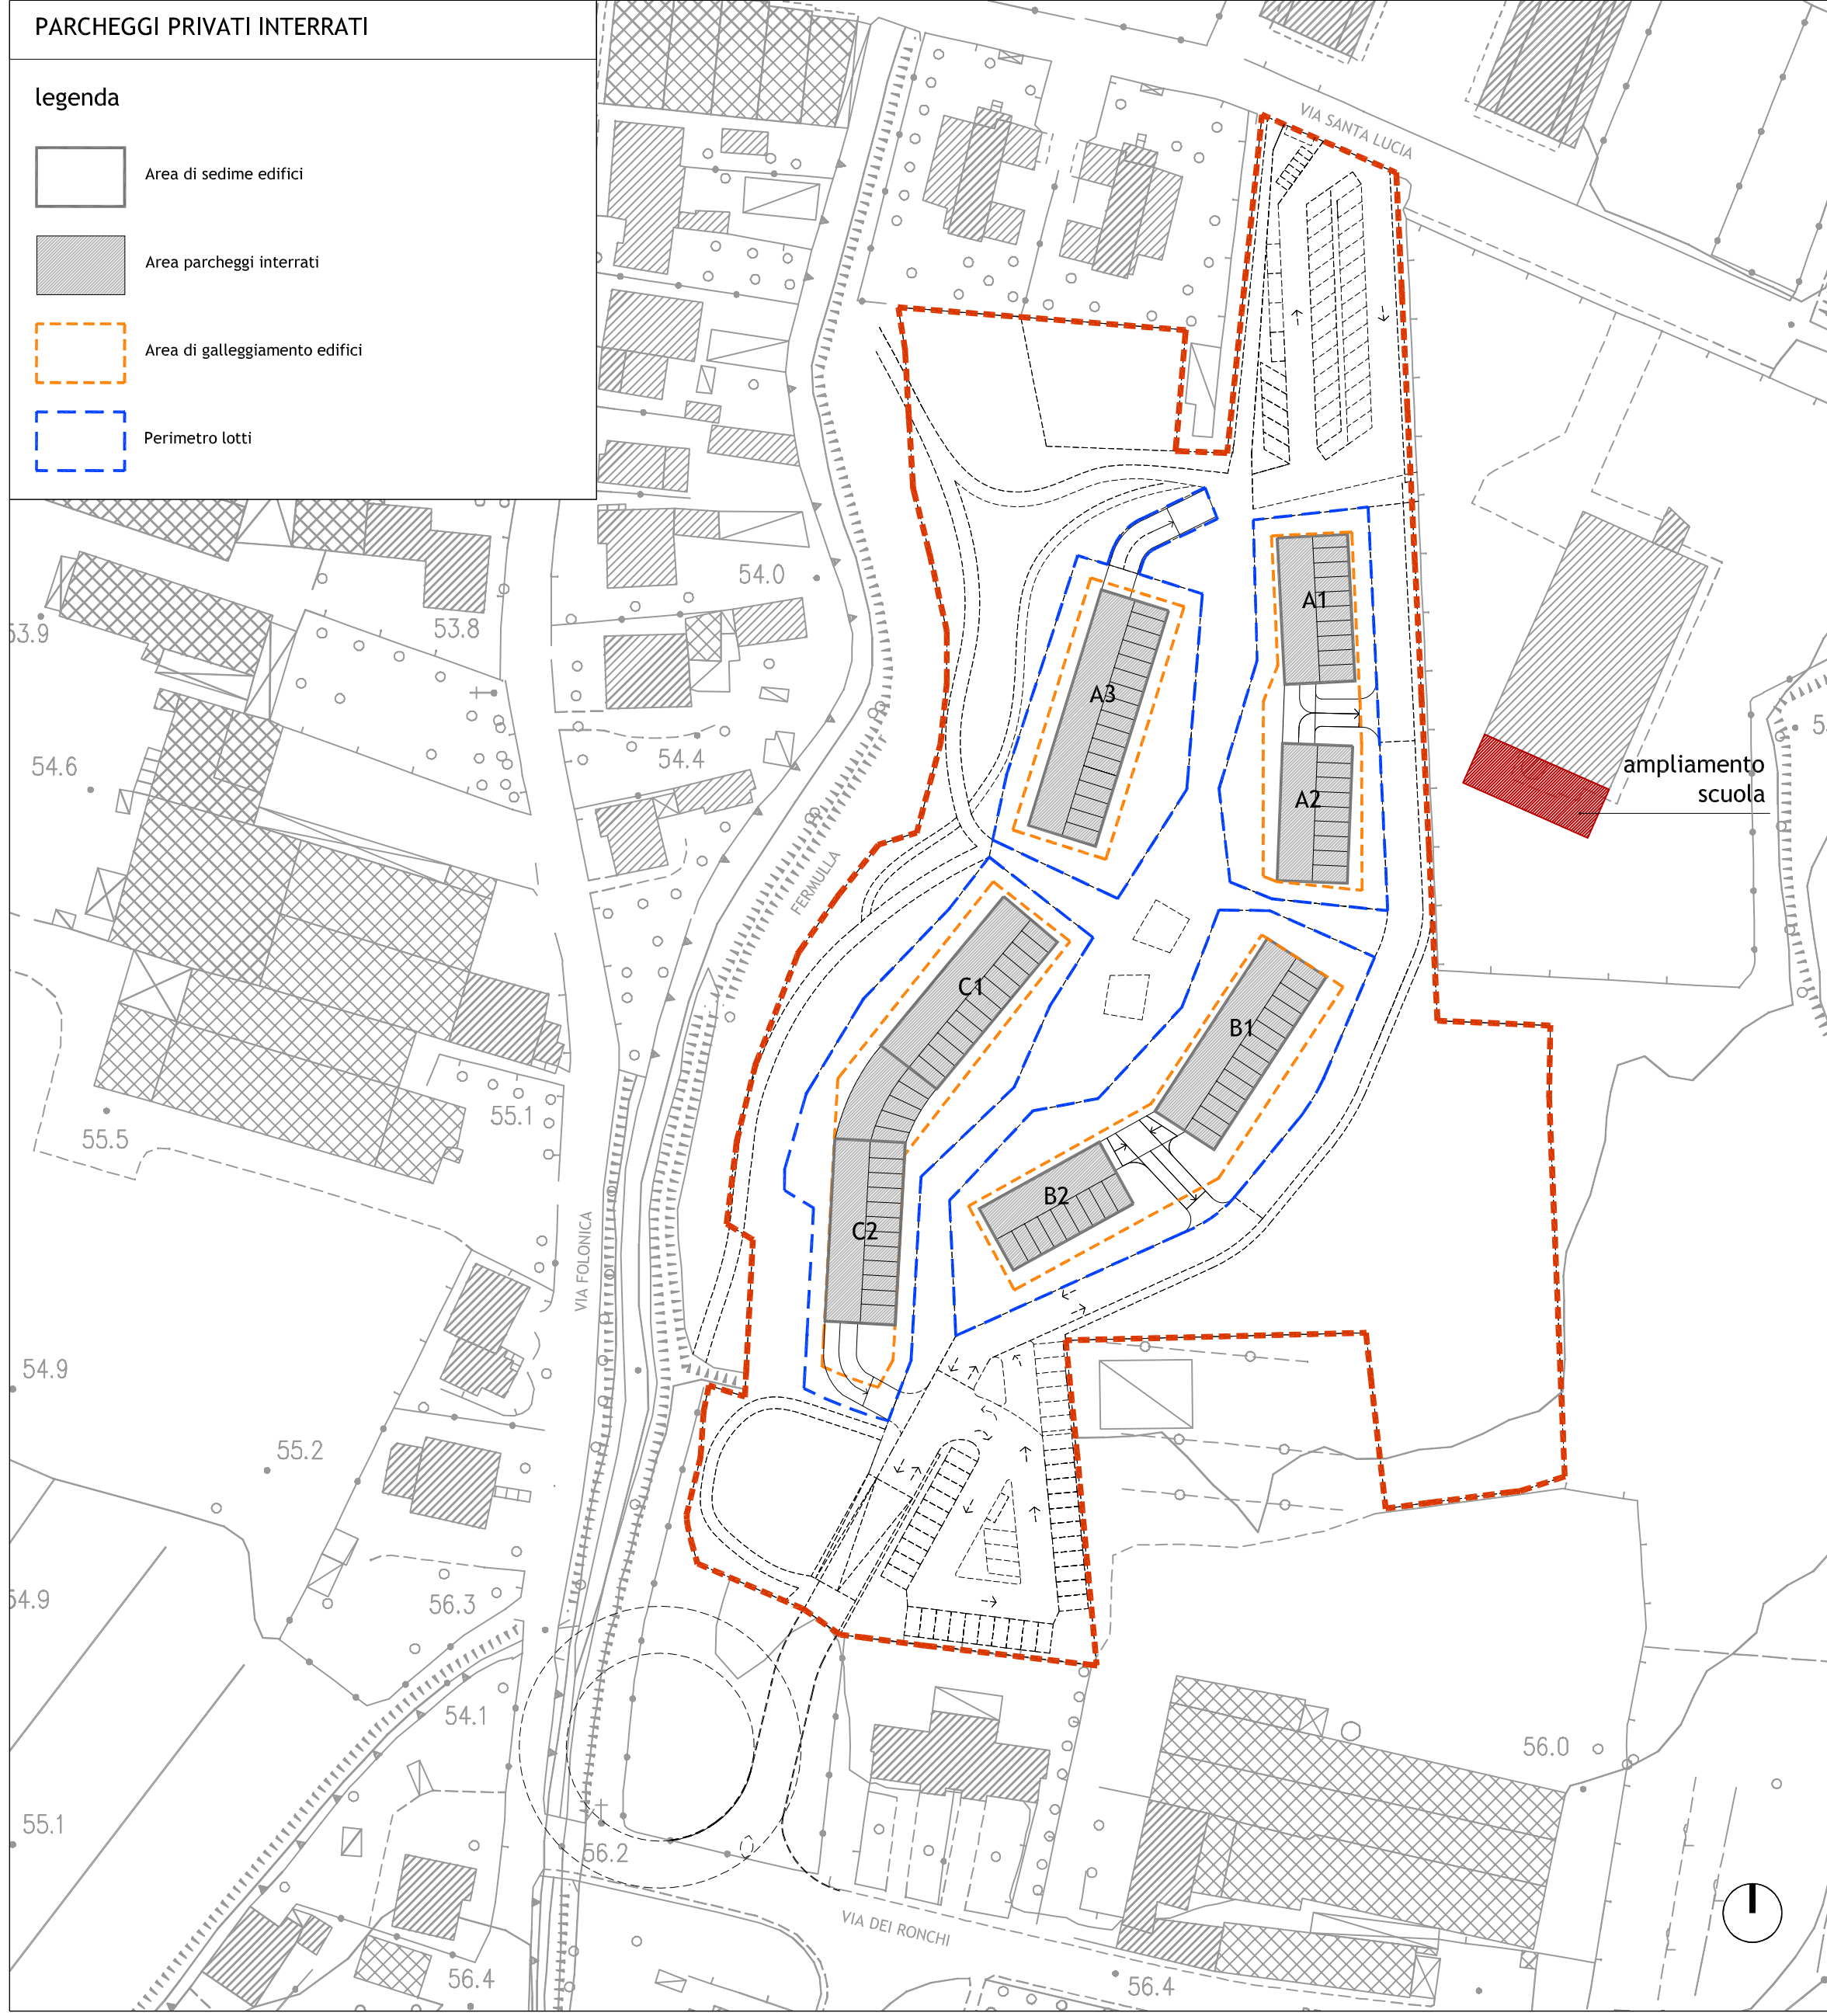 PARCHEGGI PRIVATI INTERRATI
legenda
Area di sedime edifici
Area parcheggi interrati
Area di galleggiamento edifici
Perimetro lotti
VIA SANTA LUCIA
54.0
53.9
53.8
A1
A3
54.6
54.4
ampliamento
scuola
A2
FERMULLA
C1
B1
55.1
55.5
B2
C2
VIA FOLONICA
54.9
55.2
54.9
56.3
54.1
56.0
55.1
56.2
VIA DEI RONCHI
56.4
56.4